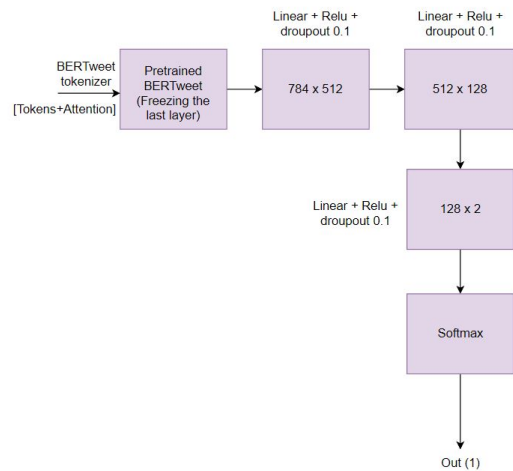 BERTweet
tokenizer
[Tokens+Attention]
Pretrained
BERTweet
(Freezing the
last layer)
Linear + Relu +
droupout 0.1
784 x 512
Linear + Relu +
droupout 0.1
512 x 128
Linear + Relu +
droupout 0.1
128 x 2
Softmax
Out (1)